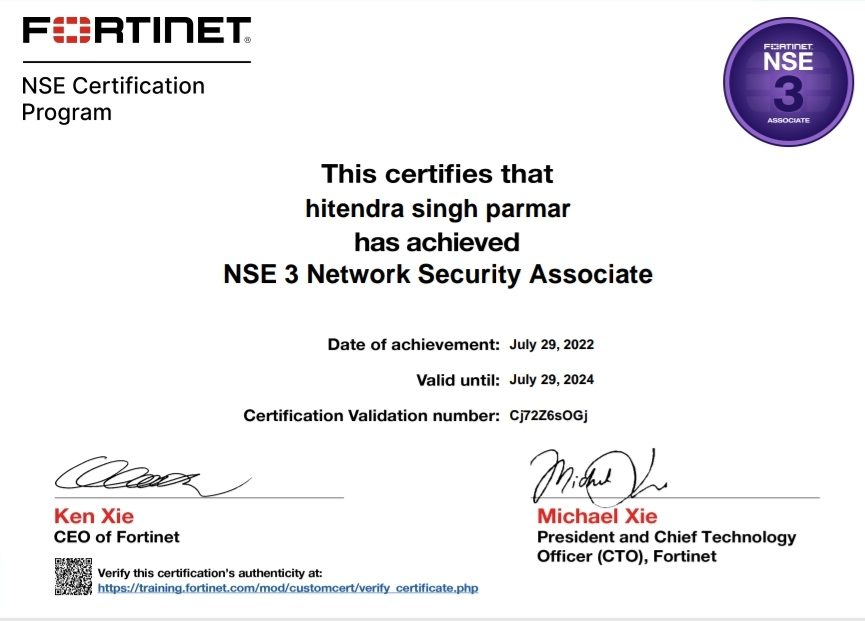 FORTINET®
NSE Certification
Program
FORTINET
NSE
3
ASSOCIATE
This certifies that
hitendra singh parmar
has achieved
NSE 3 Network Security Associate
Date of achievement: July 29, 2022
Valid until: July 29, 2024
Certification Validation number: Cj72Z6sOGj
Ken Xie
CEO of Fortinet
Michael Xie
President and Chief Technology
Officer (CTO), Fortinet
Verify this certification's authenticity at:
https://training.fortinet.com/mod/customcert/verify_certificate.php